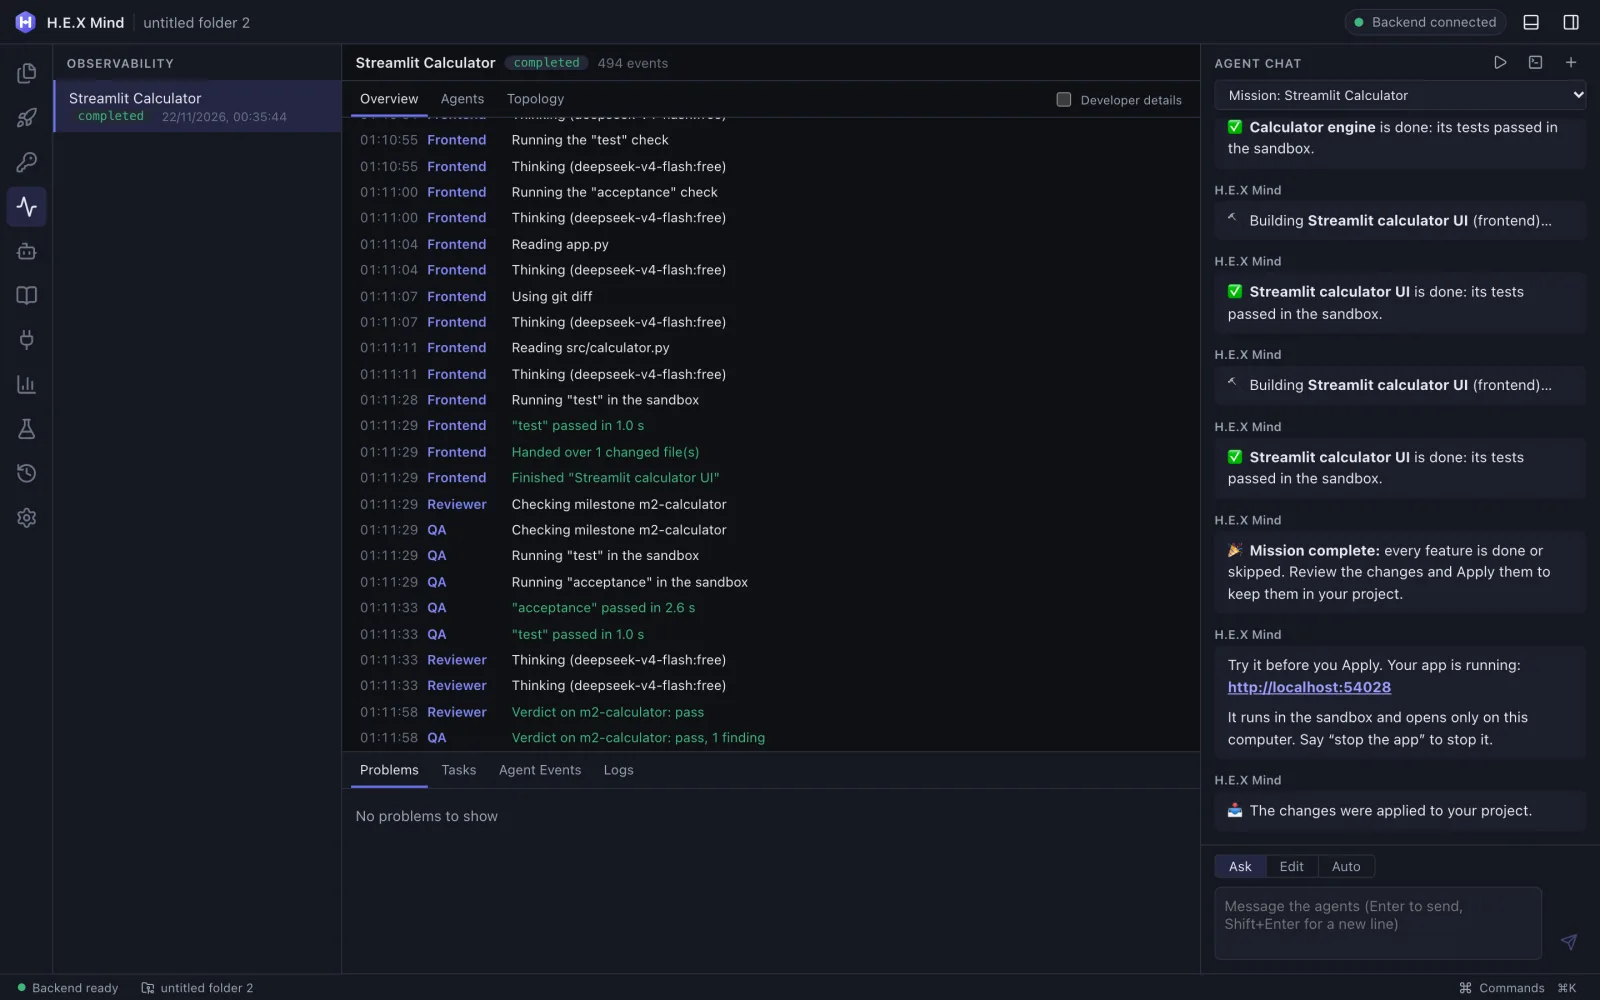 H.E.X Mind
untitled folder 2
Backend connected
OBSERVABILITY
Streamlit Calculator
completed 22/11/2026, 00:35:44
Streamlit Calculator completed 494 events
Overview Agents Topology
Developer details
Thinking (deepseek-v4-flash:free)
01:10:55 Frontend Running the "test" check
01:10:55 Frontend Thinking (deepseek-v4-flash:free)
01:11:00 Frontend Running the "acceptance" check
01:11:00 Frontend Thinking (deepseek-v4-flash:free)
01:11:04 Frontend Reading app.py
01:11:04 Frontend Thinking (deepseek-v4-flash:free)
01:11:07 Frontend Using git diff
01:11:07 Frontend Thinking (deepseek-v4-flash:free)
01:11:11 Frontend Reading src/calculator.py
01:11:11 Frontend Thinking (deepseek-v4-flash:free)
01:11:28 Frontend Running "test" in the sandbox
01:11:29 Frontend "test" passed in 1.0 s
01:11:29 Frontend Handed over 1 changed file(s)
01:11:29 Frontend Finished "Streamlit calculator UI"
01:11:29 Reviewer Checking milestone m2-calculator
01:11:29 QA Checking milestone m2-calculator
01:11:29 QA Running "test" in the sandbox
01:11:29 QA Running "acceptance" in the sandbox
01:11:33 QA "acceptance" passed in 2.6 s
01:11:33 QA "test" passed in 1.0 s
01:11:33 Reviewer Thinking (deepseek-v4-flash:free)
01:11:33 Reviewer Thinking (deepseek-v4-flash:free)
01:11:58 Reviewer Verdict on m2-calculator: pass
01:11:58 QA Verdict on m2-calculator: pass, 1 finding
Problems Tasks Agent Events Logs
No problems to show
AGENT CHAT
Mission: Streamlit Calculator
✅ Calculator engine is done: its tests passed in
the sandbox.
H.E.X Mind
Building Streamlit calculator UI (frontend)...
H.E.X Mind
✅ Streamlit calculator UI is done: its tests
passed in the sandbox.
H.E.X Mind
Building Streamlit calculator UI (frontend)...
H.E.X Mind
✅ Streamlit calculator UI is done: its tests
passed in the sandbox.
H.E.X Mind
🎉 Mission complete: every feature is done or
skipped. Review the changes and Apply them to
keep them in your project.
H.E.X Mind
Try it before you Apply. Your app is running:
http://localhost:54028
It runs in the sandbox and opens only on this
computer. Say “stop the app” to stop it.
H.E.X Mind
📥 The changes were applied to your project.
Ask Edit Auto
Message the agents (Enter to send,
Shift+Enter for a new line)
Backend ready
untitled folder 2
⌘ Commands ⌘K